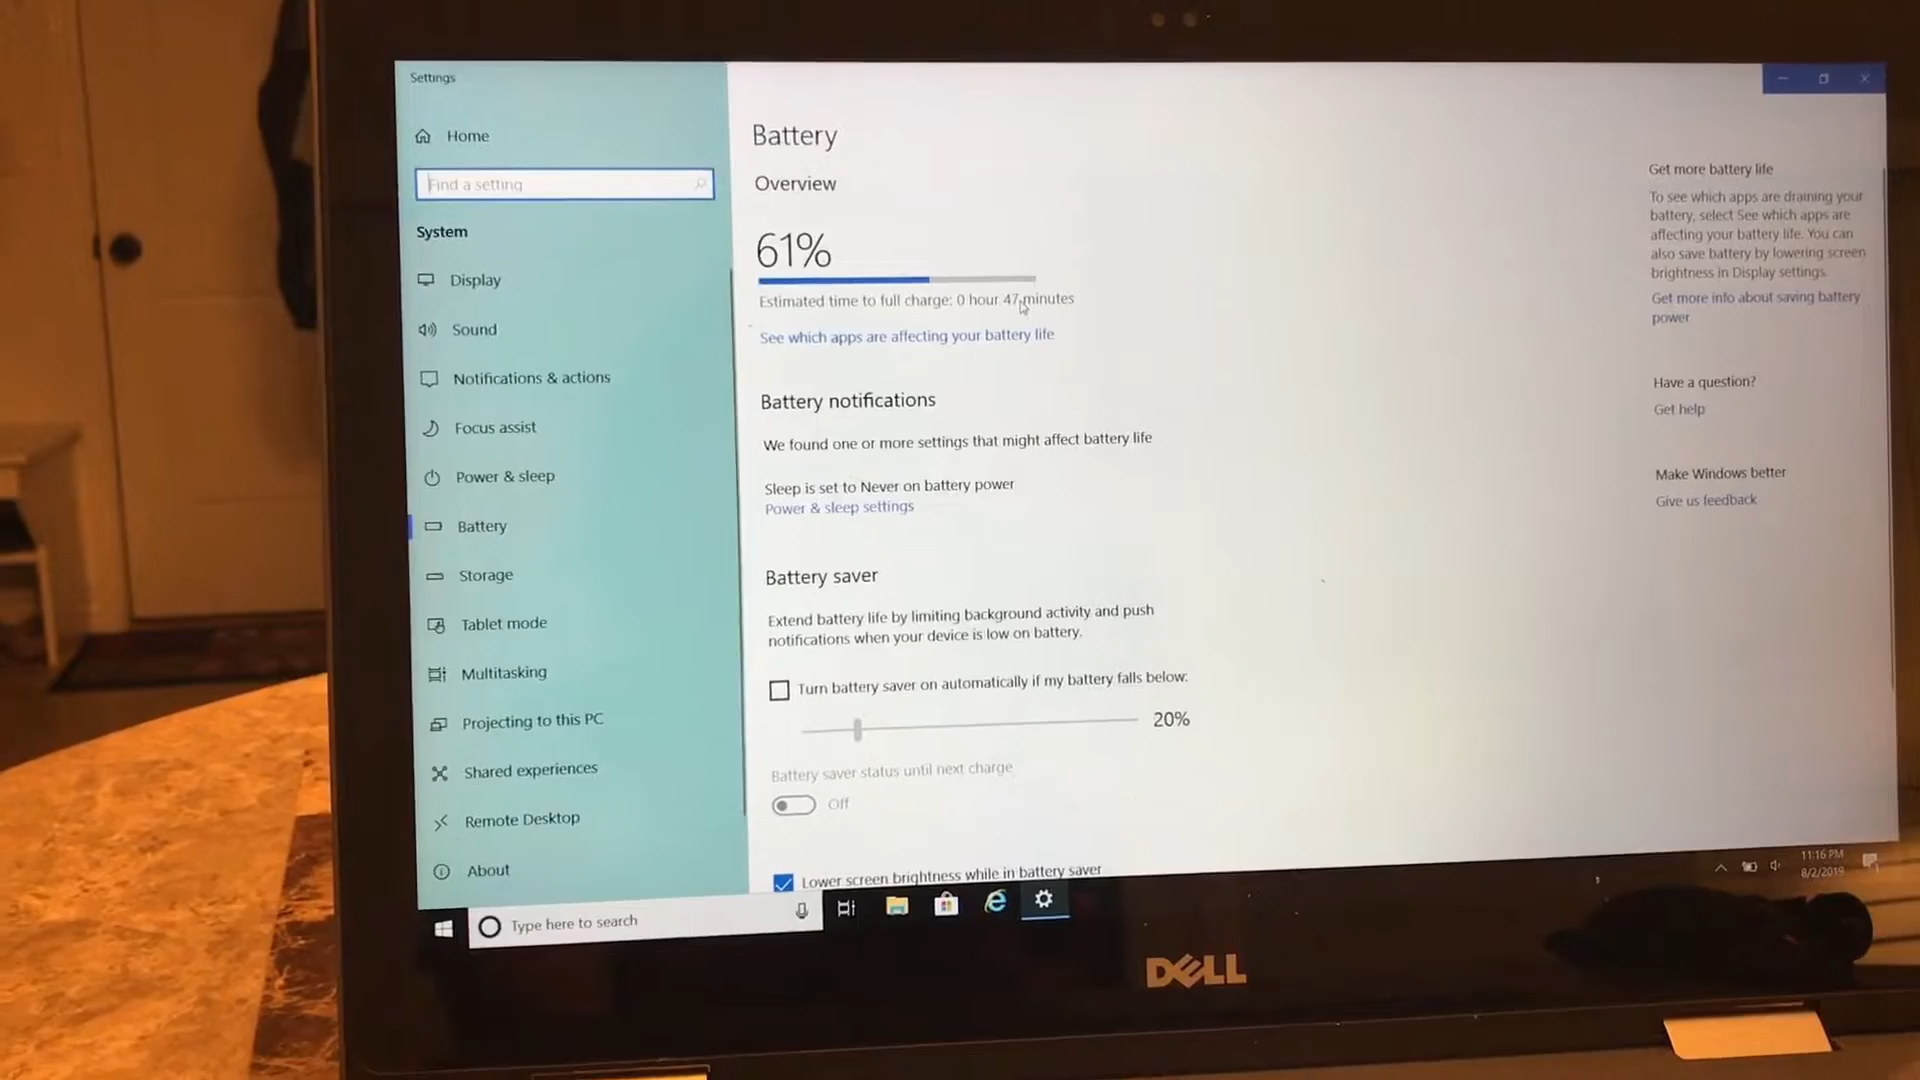 Settings
Home
Find a setting
System
Display
Sound
Notifications & actions
Focus assist
Power & sleep
Battery
Storage
Tablet mode
Multitasking
Projecting to this PC
Shared experiences
Remote Desktop
About
Battery
Overview
61%
Estimated time to full charge: 0 hour 47 minutes
See which apps are affecting your battery life
Battery notifications
We found one or more settings that might affect battery life
Sleep is set to Never on battery power
Power & sleep settings
Battery saver
Extend battery life by limiting background activity and push
notifications when your device is low on battery.
Turn battery saver on automatically if my battery falls below:
20%
Battery saver status until next charge
Off
Lower screen brightness while in battery saver
Get more battery life
To see which apps are draining your
battery, select See which apps are
affecting your battery life. You can
also save battery by lowering screen
brightness in Display settings.
Get more info about saving battery
power
Have a question?
Get help
Make Windows better
Give us feedback
Type here to search
11:16 PM
8/2/2019
DELL